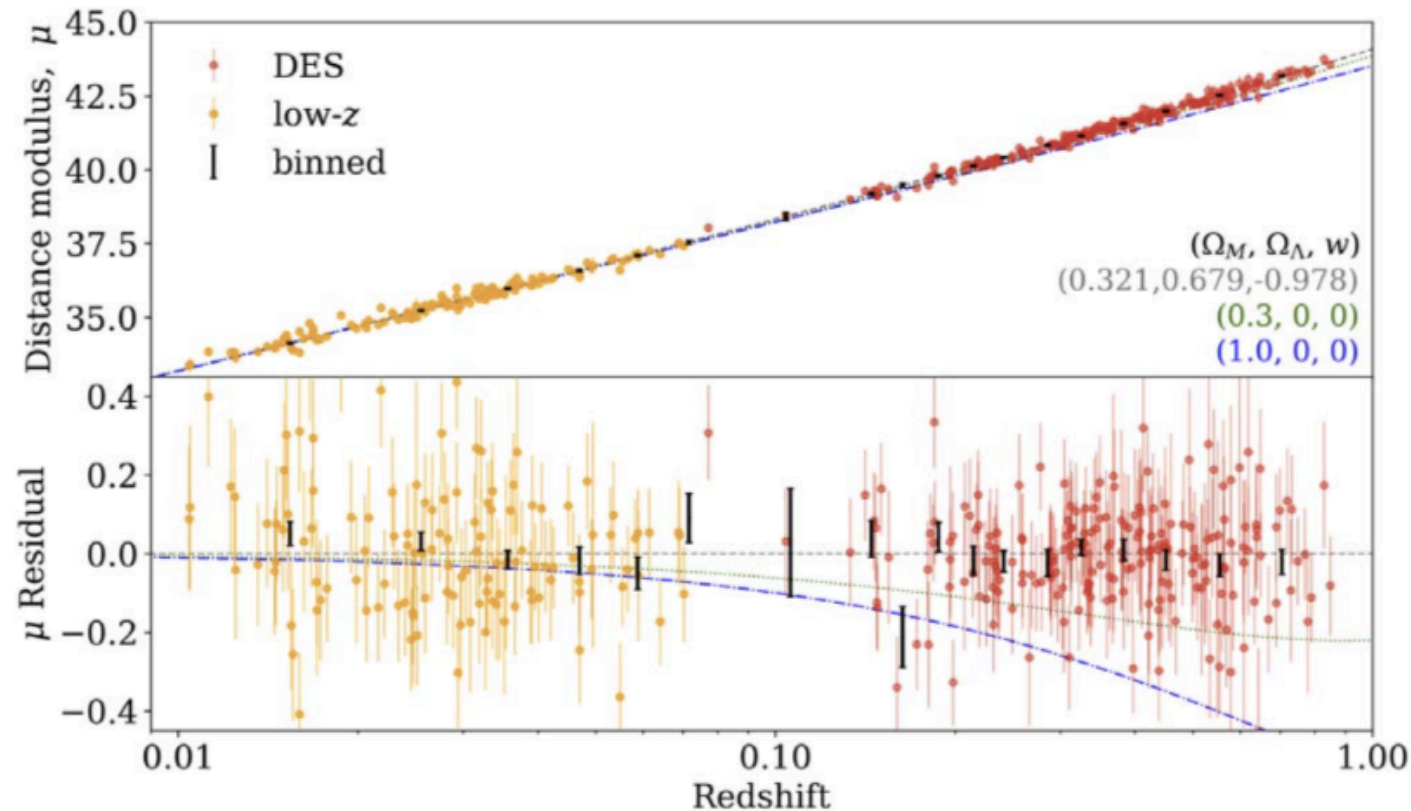 45.0
42.5
40.0
37.5
35.0
Distance modulus, μ
DES
low-z
binned
(Ω_M, Ω_Λ, w)
(0.321,0.679,-0.978)
(0.3, 0, 0)
(1.0, 0, 0)
0.4
0.2
0.0
−0.2
−0.4
μ Residual
0.01
0.10
1.00
Redshift